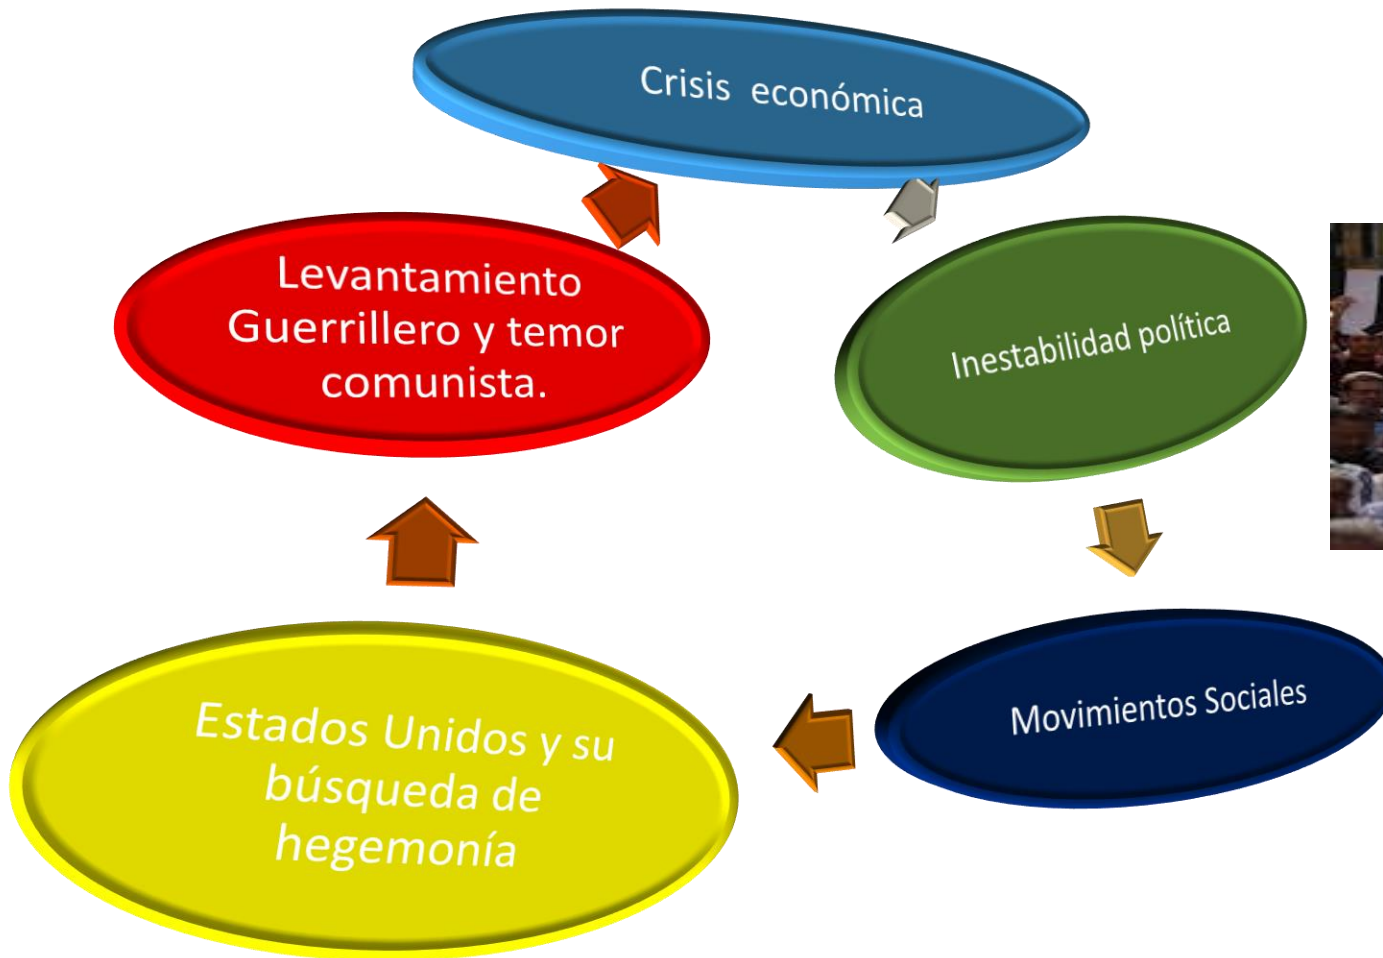 Crisis económica
Inestabilidad política
Movimientos Sociales
Estados Unidos y su
búsqueda de
hegemonía
Levantamiento
Guerrillero y temor
comunista.